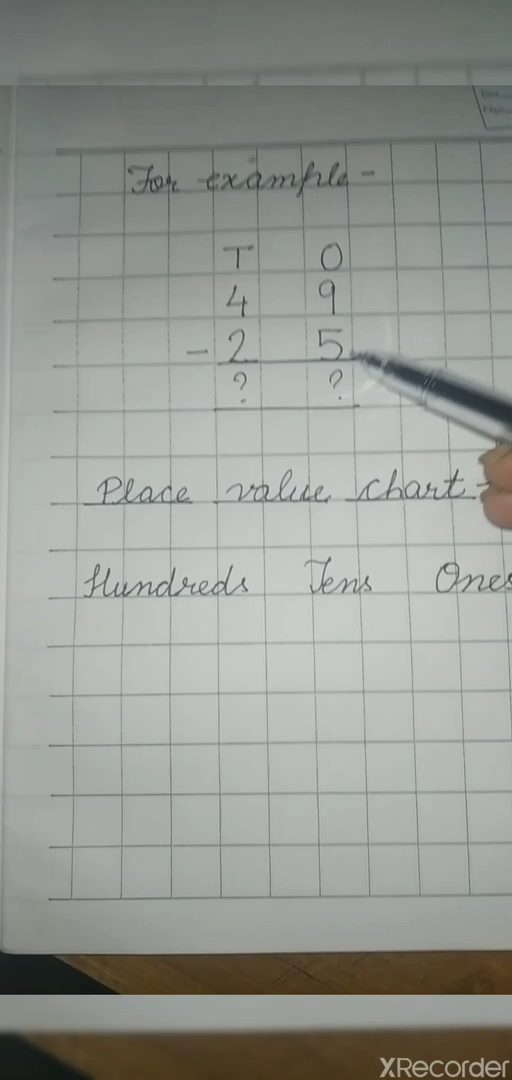 For example -
T O
4 9
- 2 5
? ?
Place value chart -
Hundreds Tens Ones
XRecorder